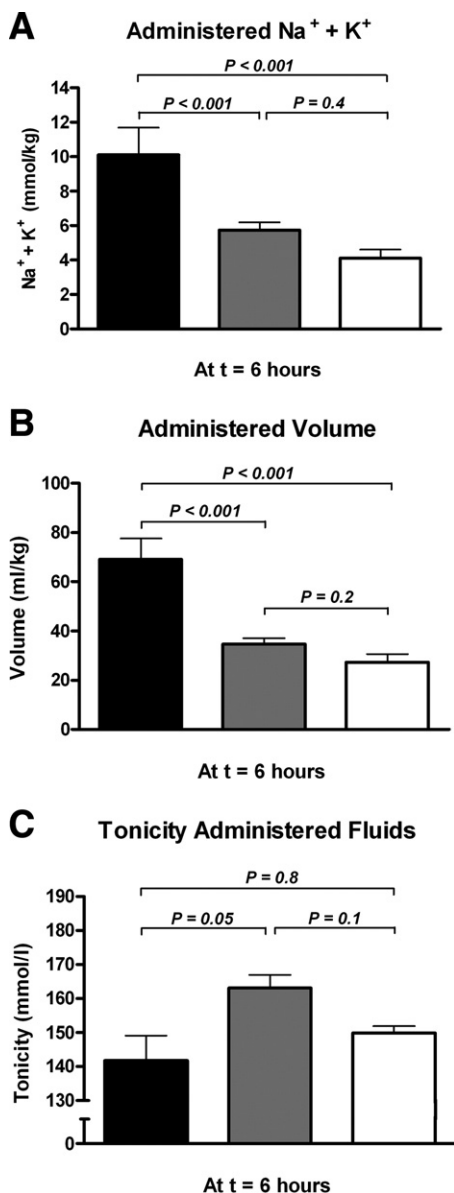 A Administered Na⁺ + K⁺
P < 0.001
P < 0.001 P = 0.4
14
12
10
8
6
4
2
0
Na⁺ + K⁺ (mmol/kg)
At t = 6 hours
B Administered Volume
P < 0.001
P < 0.001
P = 0.2
100
80
60
40
20
0
Volume (ml/kg)
At t = 6 hours
C Tonicity Administered Fluids
P = 0.8
P = 0.05 P = 0.1
190
180
170
160
150
140
130
0
Tonicity (mmol/l)
At t = 6 hours